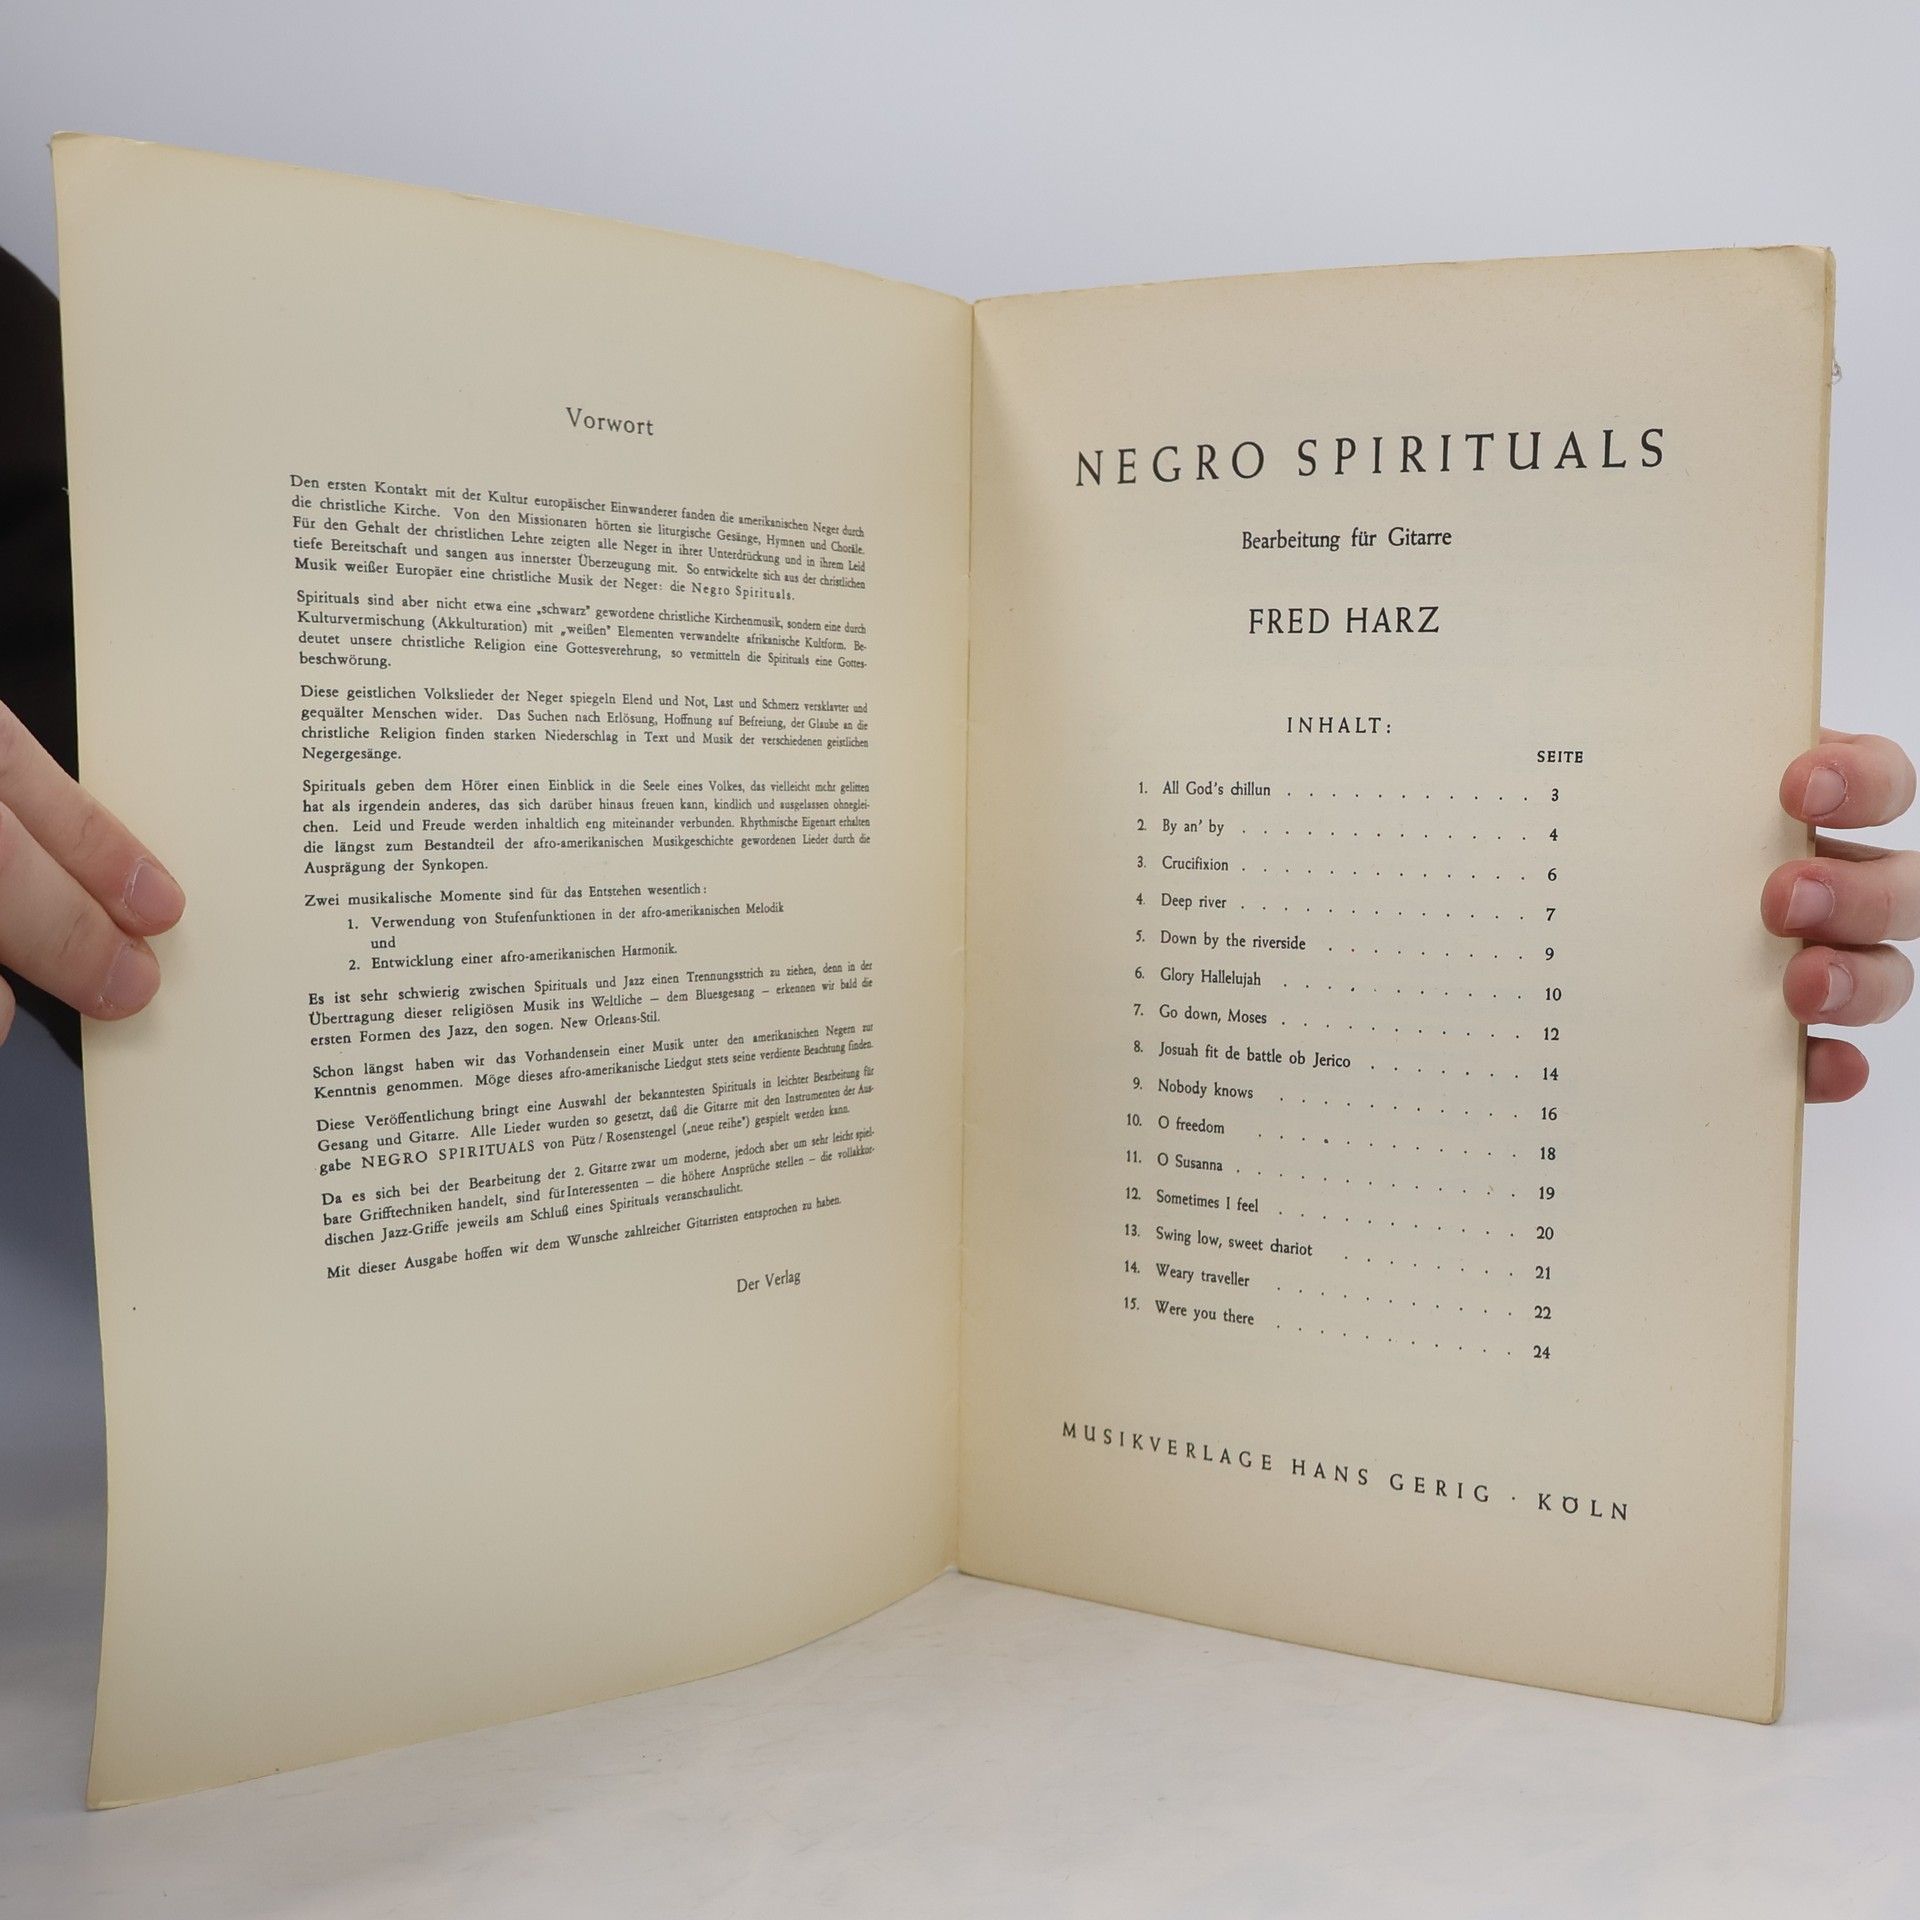 Vorwort
Den ersten Kontakt mit der Kultur europäischer Einwanderer fanden die amerikanischen Neger durch
die christliche Kirche. Von den Missionaren hörten sie liturgische Gesänge, Hymnen und Choräle.
Für den Gehalt der christlichen Lehre zeigten alle Neger in ihrer Unterdrückung und in ihrem Leid
tiefe Bereitschaft und sangen aus innerster Überzeugung mit. So entwickelte sich aus der christlichen
Musik weißer Europäer eine christliche Musik der Neger: die Negro Spirituals.
Spirituals sind aber nicht etwa eine „schwarz” gewordene christliche Kirchenmusik, sondern eine durch
Kulturvermischung (Akkulturation) mit „weißen” Elementen verwandelte afrikanische Kultform. Be-
deutet unsere christliche Religion eine Gottesverehrung, so vermitteln die Spirituals eine Gottes-
beschwörung.
Diese geistlichen Volkslieder der Neger spiegeln Elend und Not, Last und Schmerz versklavter und
gequälter Menschen wider. Das Suchen nach Erlösung, Hoffnung auf Befreiung, der Glaube an die
christliche Religion finden starken Niederschlag in Text und Musik der verschiedenen geistlichen
Negergesänge.
Spirituals geben dem Hörer einen Einblick in die Seele eines Volkes, das vielleicht mehr gelitten
hat als irgendein anderes, das sich darüber hinaus freuen kann, kindlich und ausgelassen ohneglei-
chen. Leid und Freude werden inhaltlich eng miteinander verbunden. Rhythmische Eigenart erhalten
die längst zum Bestandteil der afro-amerikanischen Musikgeschichte gewordenen Lieder durch die
Ausprägung der Synkopen.
Zwei musikalische Momente sind für das Entstehen wesentlich:
1. Verwendung von Stufenfunktionen in der afro-amerikanischen Melodik
und
2. Entwicklung einer afro-amerikanischen Harmonik.
Es ist sehr schwierig zwischen Spirituals und Jazz einen Trennungsstrich zu ziehen, denn in der
Übertragung dieser religiösen Musik ins Weltliche – dem Bluesgesang – erkennen wir bald die
ersten Formen des Jazz, den sogen. New Orleans-Stil.
Schon längst haben wir das Vorhandensein einer Musik unter den amerikanischen Negern zur
Kenntnis genommen. Möge dieses afro-amerikanische Liedgut stets seine verdiente Beachtung finden.
Diese Veröffentlichung bringt eine Auswahl der bekanntesten Spirituals in leichter Bearbeitung für
Gesang und Gitarre. Alle Lieder wurden so gesetzt, daß die Gitarre mit den Instrumenten der Aus-
gabe NEGRO SPIRITUALS von Pütz / Rosenstengel („neue reihe”) gespielt werden kann.
Da es sich bei der Bearbeitung der 2. Gitarre zwar um moderne, jedoch aber um sehr leicht spiel-
bare Grifftechniken handelt, sind für Interessenten – die höhere Ansprüche stellen – die vollakkor-
dischen Jazz-Griffe jeweils am Schluß eines Spirituals veranschaulicht.
Mit dieser Ausgabe hoffen wir dem Wunsche zahlreicher Gitarristen entsprochen zu haben.
Der Verlag
NEGRO SPIRITUALS
Bearbeitung für Gitarre
FRED HARZ
INHALT:
SEITE
1. All God's chillun . . . . . . . . . . . 3
2. By an' by . . . . . . . . . . . . . 4
3. Crucifixion . . . . . . . . . . . . . 6
4. Deep river . . . . . . . . . . . . . 7
5. Down by the riverside . . . . . . . . . 9
6. Glory Hallelujah . . . . . . . . . . . 10
7. Go down, Moses . . . . . . . . . . . 12
8. Josuah fit de battle ob Jerico . . . . . . . 14
9. Nobody knows . . . . . . . . . . . 16
10. O freedom . . . . . . . . . . . . 18
11. O Susanna . . . . . . . . . . . . . 19
12. Sometimes I feel . . . . . . . . . . . 20
13. Swing low, sweet chariot . . . . . . . . 21
14. Weary traveller . . . . . . . . . . . 22
15. Were you there . . . . . . . . . . . 24
MUSIKVERLAGE HANS GERIG · KÖLN